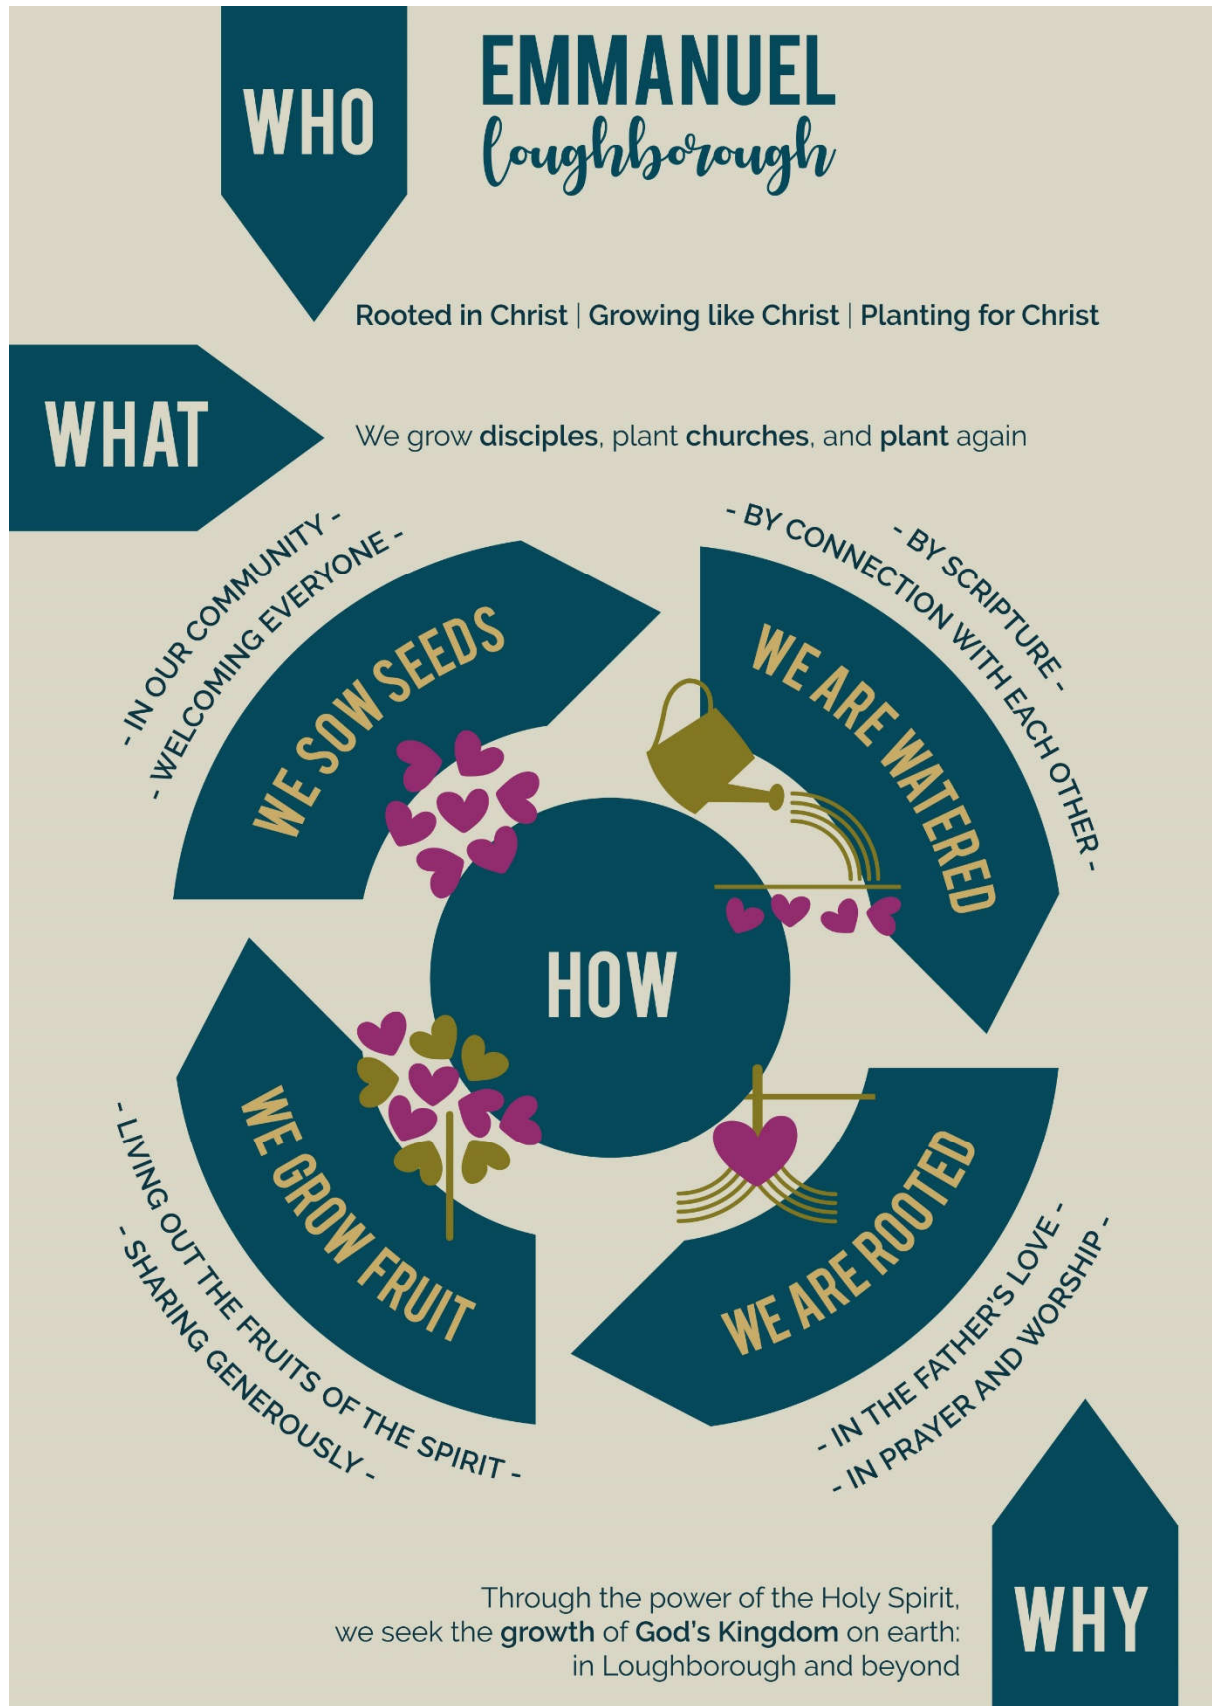 WHO
EMMANUEL
loughborough
Rooted in Christ | Growing like Christ | Planting for Christ
WHAT
We grow disciples, plant churches, and plant again
- IN OUR COMMUNITY -
- WELCOMING EVERYONE -
WE SOW SEEDS
- BY SCRIPTURE -
- BY CONNECTION WITH EACH OTHER -
WE ARE WATERED
HOW
WE ARE ROOTED
- IN THE FATHER'S LOVE -
- IN PRAYER AND WORSHIP -
WE GROW FRUIT
- LIVING OUT THE FRUITS OF THE SPIRIT -
- SHARING GENEROUSLY -
WHY
Through the power of the Holy Spirit,
we seek the growth of God's Kingdom on earth:
in Loughborough and beyond